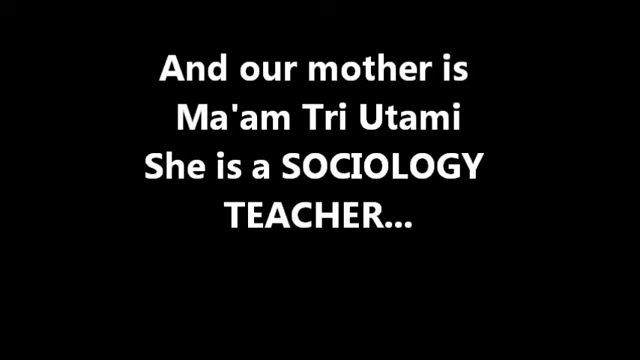 And our mother is
Ma'am Tri Utami
She is a SOCIOLOGY
TEACHER...